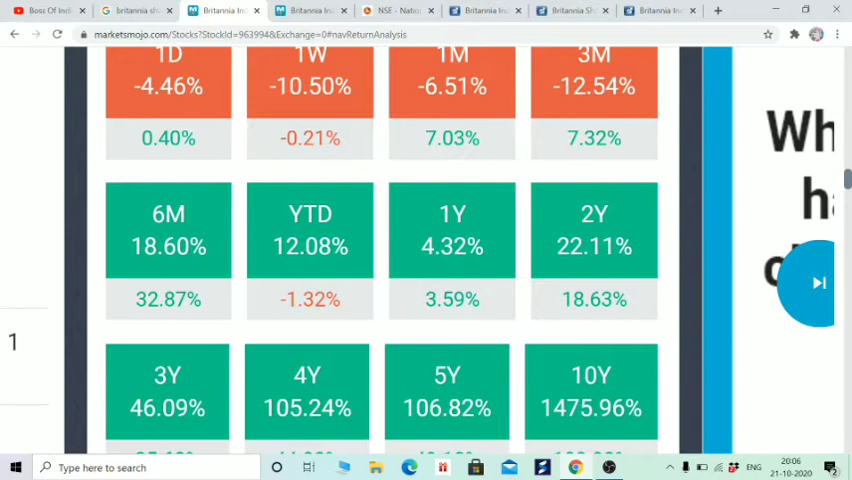 Boss Of Indi
britannia sha
Britannia Ind
Britannia Ind
NSE - Nation
Britannia Ind
Britannia Sh
Britannia Ind
marketsmojo.com/Stocks?StockId=963994&Exchange=0#navReturnAnalysis
1D 1W 1M 3M
-4.46% -10.50% -6.51% -12.54%
0.40% -0.21% 7.03% 7.32%
6M YTD 1Y 2Y
18.60% 12.08% 4.32% 22.11%
32.87% -1.32% 3.59% 18.63%
3Y 4Y 5Y 10Y
46.09% 105.24% 106.82% 1475.96%
1
Wh
ha
Type here to search
ENG
20:06
21-10-2020
2